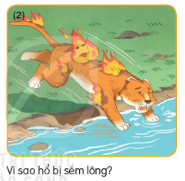 (2)
Vì sao hổ bị sém lông?